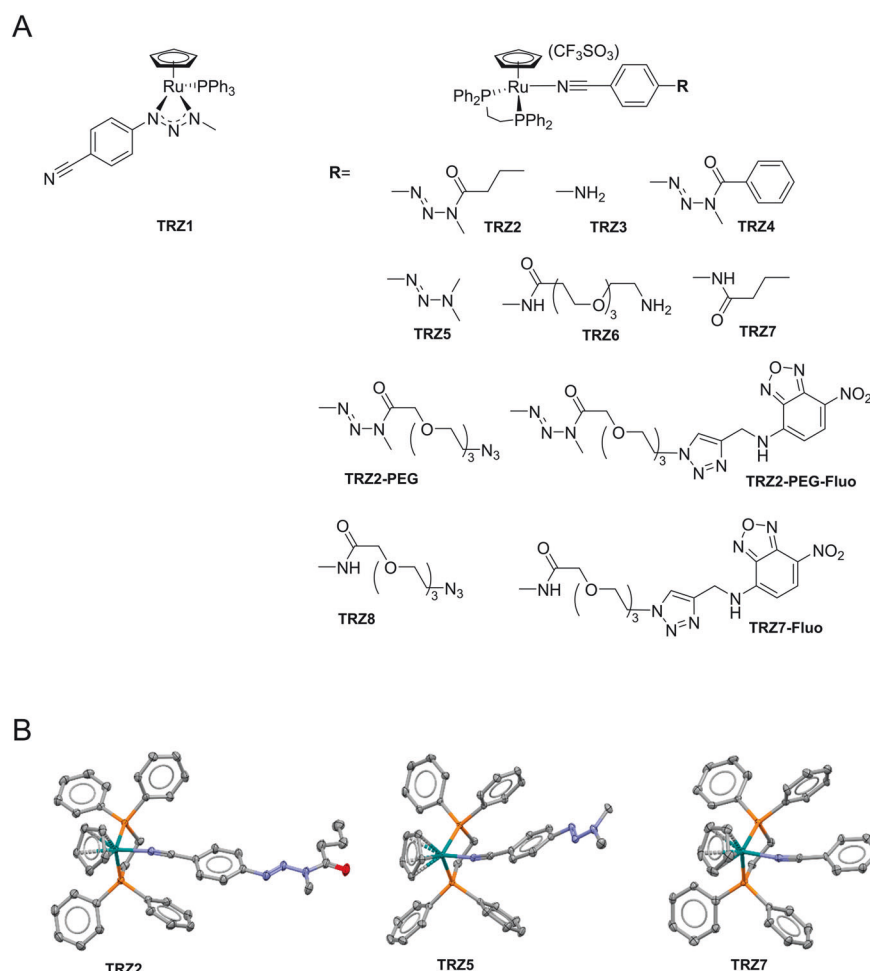 A
(CF3SO3)
Ru
PPh3
Ru
N
R
Ph2P
PPh2
N
N
N
N
TRZ1
R=
O
N
N
N
TRZ2
NH2
TRZ3
O
N
N
N
TRZ4
N
N
N
TRZ5
O
NH
O
3
NH2
TRZ6
NH
O
TRZ7
O
N
N
N
O
3
N3
TRZ2-PEG
O
N
N
N
O
3
N
N
N
N
H
N
O
N
NO2
TRZ2-PEG-Fluo
O
NH
O
3
N3
TRZ8
O
NH
O
3
N
N
N
N
H
N
O
N
NO2
TRZ7-Fluo
B
TRZ2
TRZ5
TRZ7